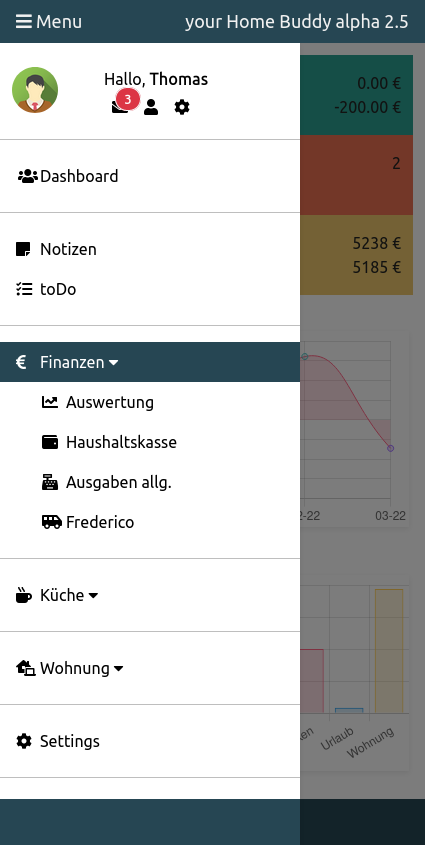 Menu
your Home Buddy alpha 2.5
Hallo, Thomas
3
0.00 €
-200.00 €
2
5238 €
5185 €
Dashboard
Notizen
toDo
Finanzen
Auswertung
Haushaltskasse
Ausgaben allg.
Frederico
2-22
03-22
Küche
Wohnung
Settings
Urlaub
Wohnung